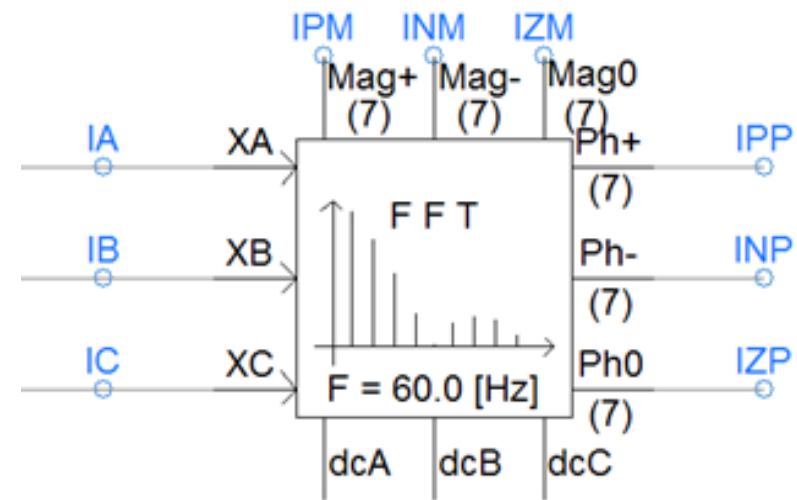 IPM INM IZM
Mag+ Mag- Mag0
(7) (7) (7)
IA XA Ph+ IPP
(7)
F F T
IB XB Ph- INP
(7)
IC XC Ph0 IZP
F = 60.0 [Hz]
(7)
dcA dcB dcC